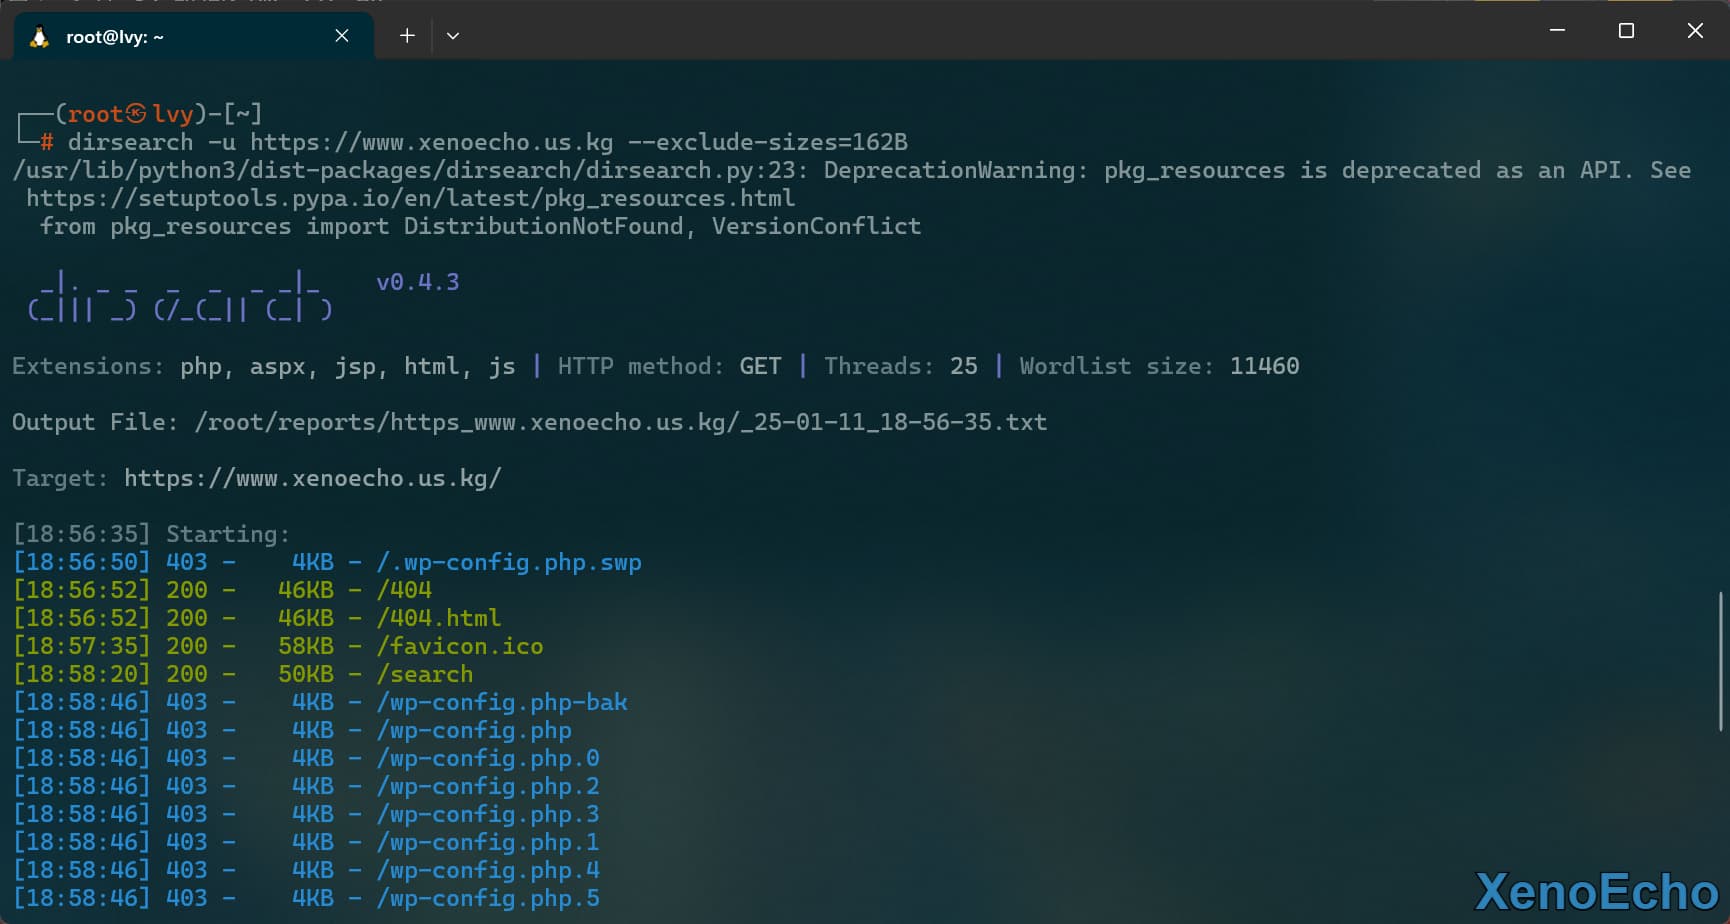 root@lvy: ~
┌──(root㉿lvy)-[~]
└─# dirsearch -u https://www.xenoecho.us.kg --exclude-sizes=162B
/usr/lib/python3/dist-packages/dirsearch/dirsearch.py:23: DeprecationWarning: pkg_resources is deprecated as an API. See
 https://setuptools.pypa.io/en/latest/pkg_resources.html
  from pkg_resources import DistributionNotFound, VersionConflict
  _|. _ _  _  _  _ _|_    v0.4.3
 (_||| _) (/_(_|| (_| )
Extensions: php, aspx, jsp, html, js | HTTP method: GET | Threads: 25 | Wordlist size: 11460
Output File: /root/reports/https_www.xenoecho.us.kg/_25-01-11_18-56-35.txt
Target: https://www.xenoecho.us.kg/
[18:56:35] Starting:
[18:56:50] 403 -    4KB - /.wp-config.php.swp
[18:56:52] 200 -   46KB - /404
[18:56:52] 200 -   46KB - /404.html
[18:57:35] 200 -   58KB - /favicon.ico
[18:58:20] 200 -   50KB - /search
[18:58:46] 403 -    4KB - /wp-config.php-bak
[18:58:46] 403 -    4KB - /wp-config.php
[18:58:46] 403 -    4KB - /wp-config.php.0
[18:58:46] 403 -    4KB - /wp-config.php.2
[18:58:46] 403 -    4KB - /wp-config.php.3
[18:58:46] 403 -    4KB - /wp-config.php.1
[18:58:46] 403 -    4KB - /wp-config.php.4
[18:58:46] 403 -    4KB - /wp-config.php.5
XenoEcho